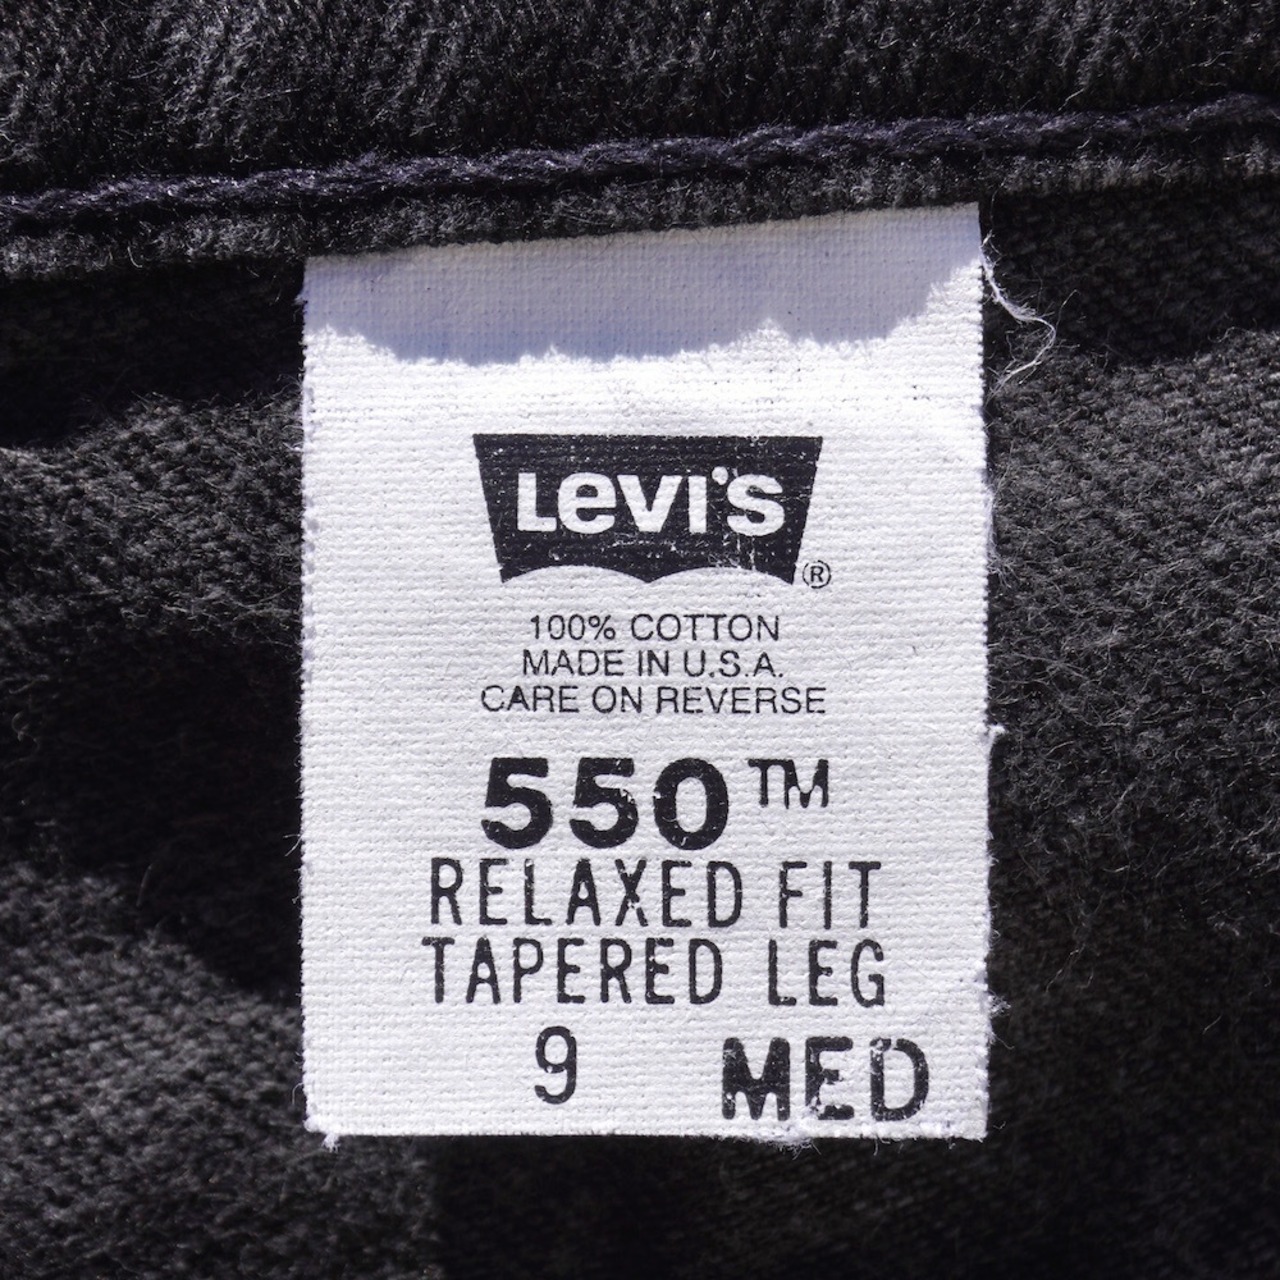 Levi's
®
100% COTTON
MADE IN U.S.A.
CARE ON REVERSE
550™
RELAXED FIT
TAPERED LEG
9 MED